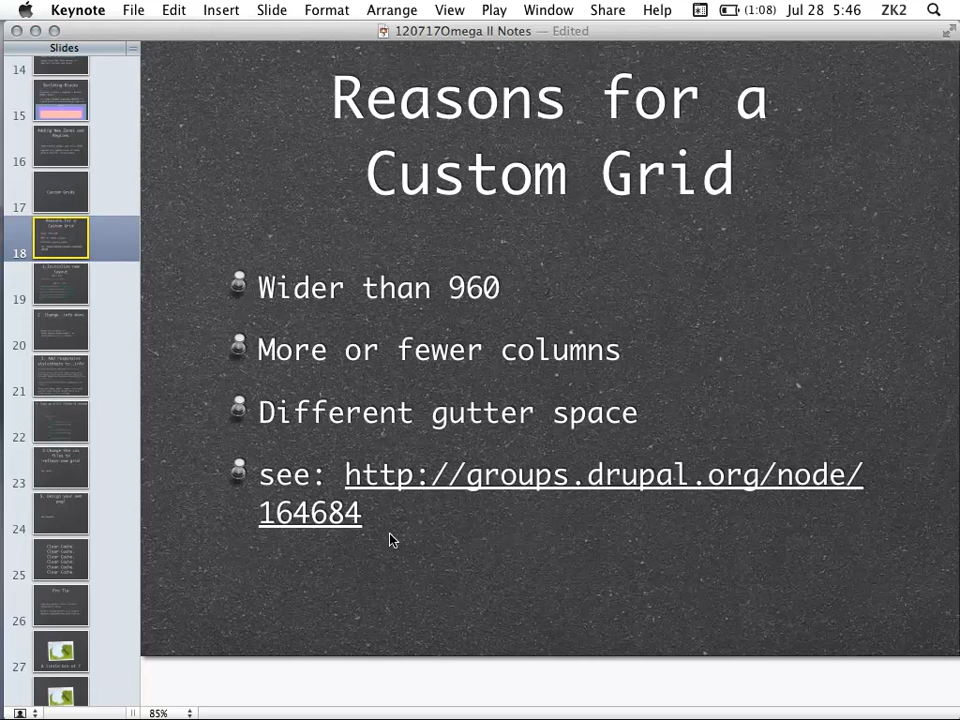 Keynote File Edit Insert Slide Format Arrange View Play Window Share Help (1:08) Jul 28 5:46 ZK2
120717Omega II Notes — Edited
Slides
14
15
16
17
18
19
20
21
22
23
24
25
26
27
Custom Grids
Reasons for a
Custom Grid
Wider than 960
More or fewer columns
Different gutter space
see: http://groups.drupal.org/node/
164684
85%